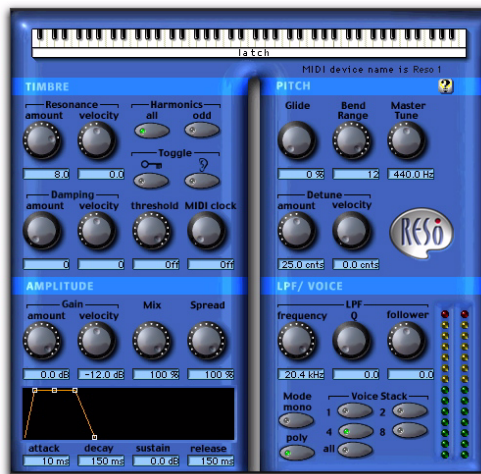 latch
MIDI device name is Reso 1
TIMBRE
Resonance
amount velocity
8.0 0.0
Harmonics
all odd
Toggle
Damping
amount velocity threshold MIDI clock
0 0 Off Off
PITCH
?
Glide Bend Range Master Tune
0 % 12 440.0 Hz
Detune
amount velocity
25.0 cnts 0.0 cnts
RESo
AMPLITUDE
Gain
amount velocity Mix Spread
0.0 dB -12.0 dB 100 % 100 %
attack decay sustain release
10 ms 150 ms 0.0 dB 150 ms
LPF/ VOICE
LPF
frequency Q follower
20.4 kHz 0.0 0.0
Mode
mono
poly
Voice Stack
1 2
4 8
all